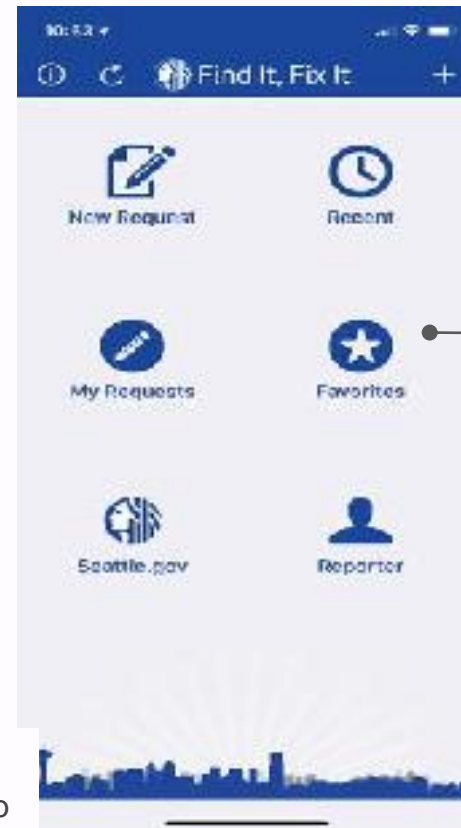 Find It, Fix It
New Request
Recent
My Requests
Favorites
Seattle.gov
Reporter